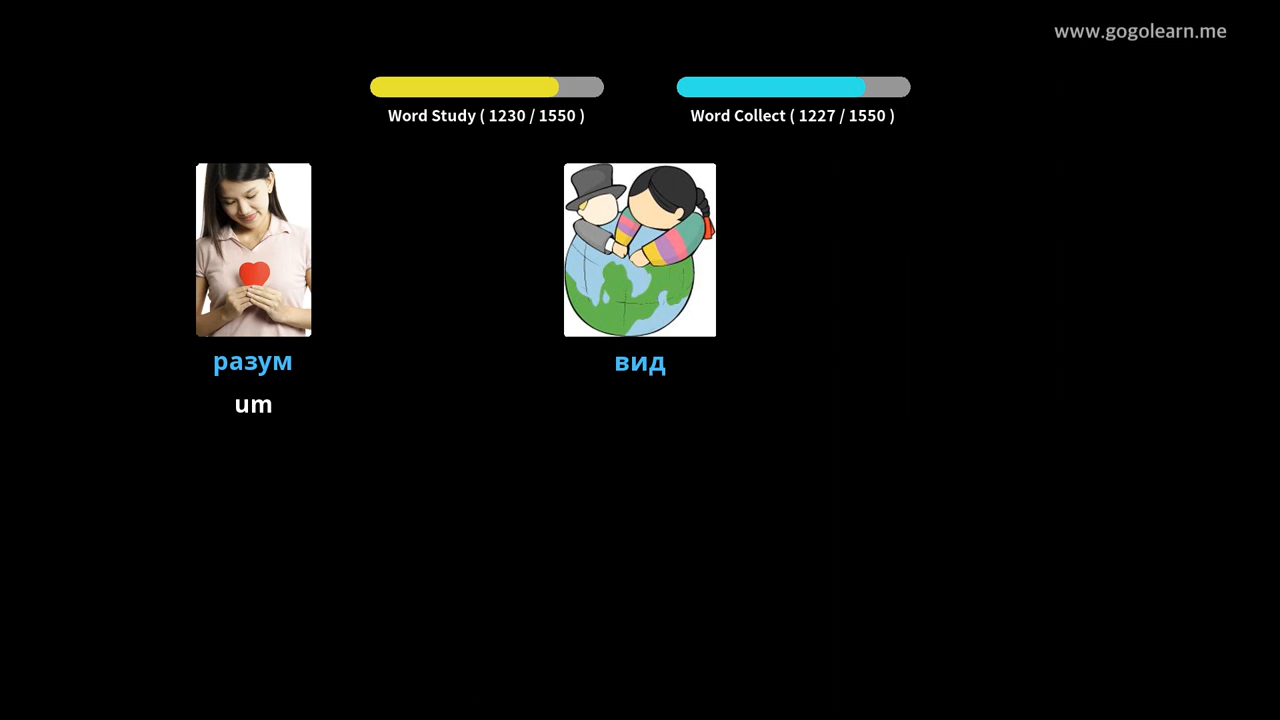 www.gogolearn.me
Word Study ( 1230 / 1550 )
Word Collect ( 1227 / 1550 )
разум
вид
um